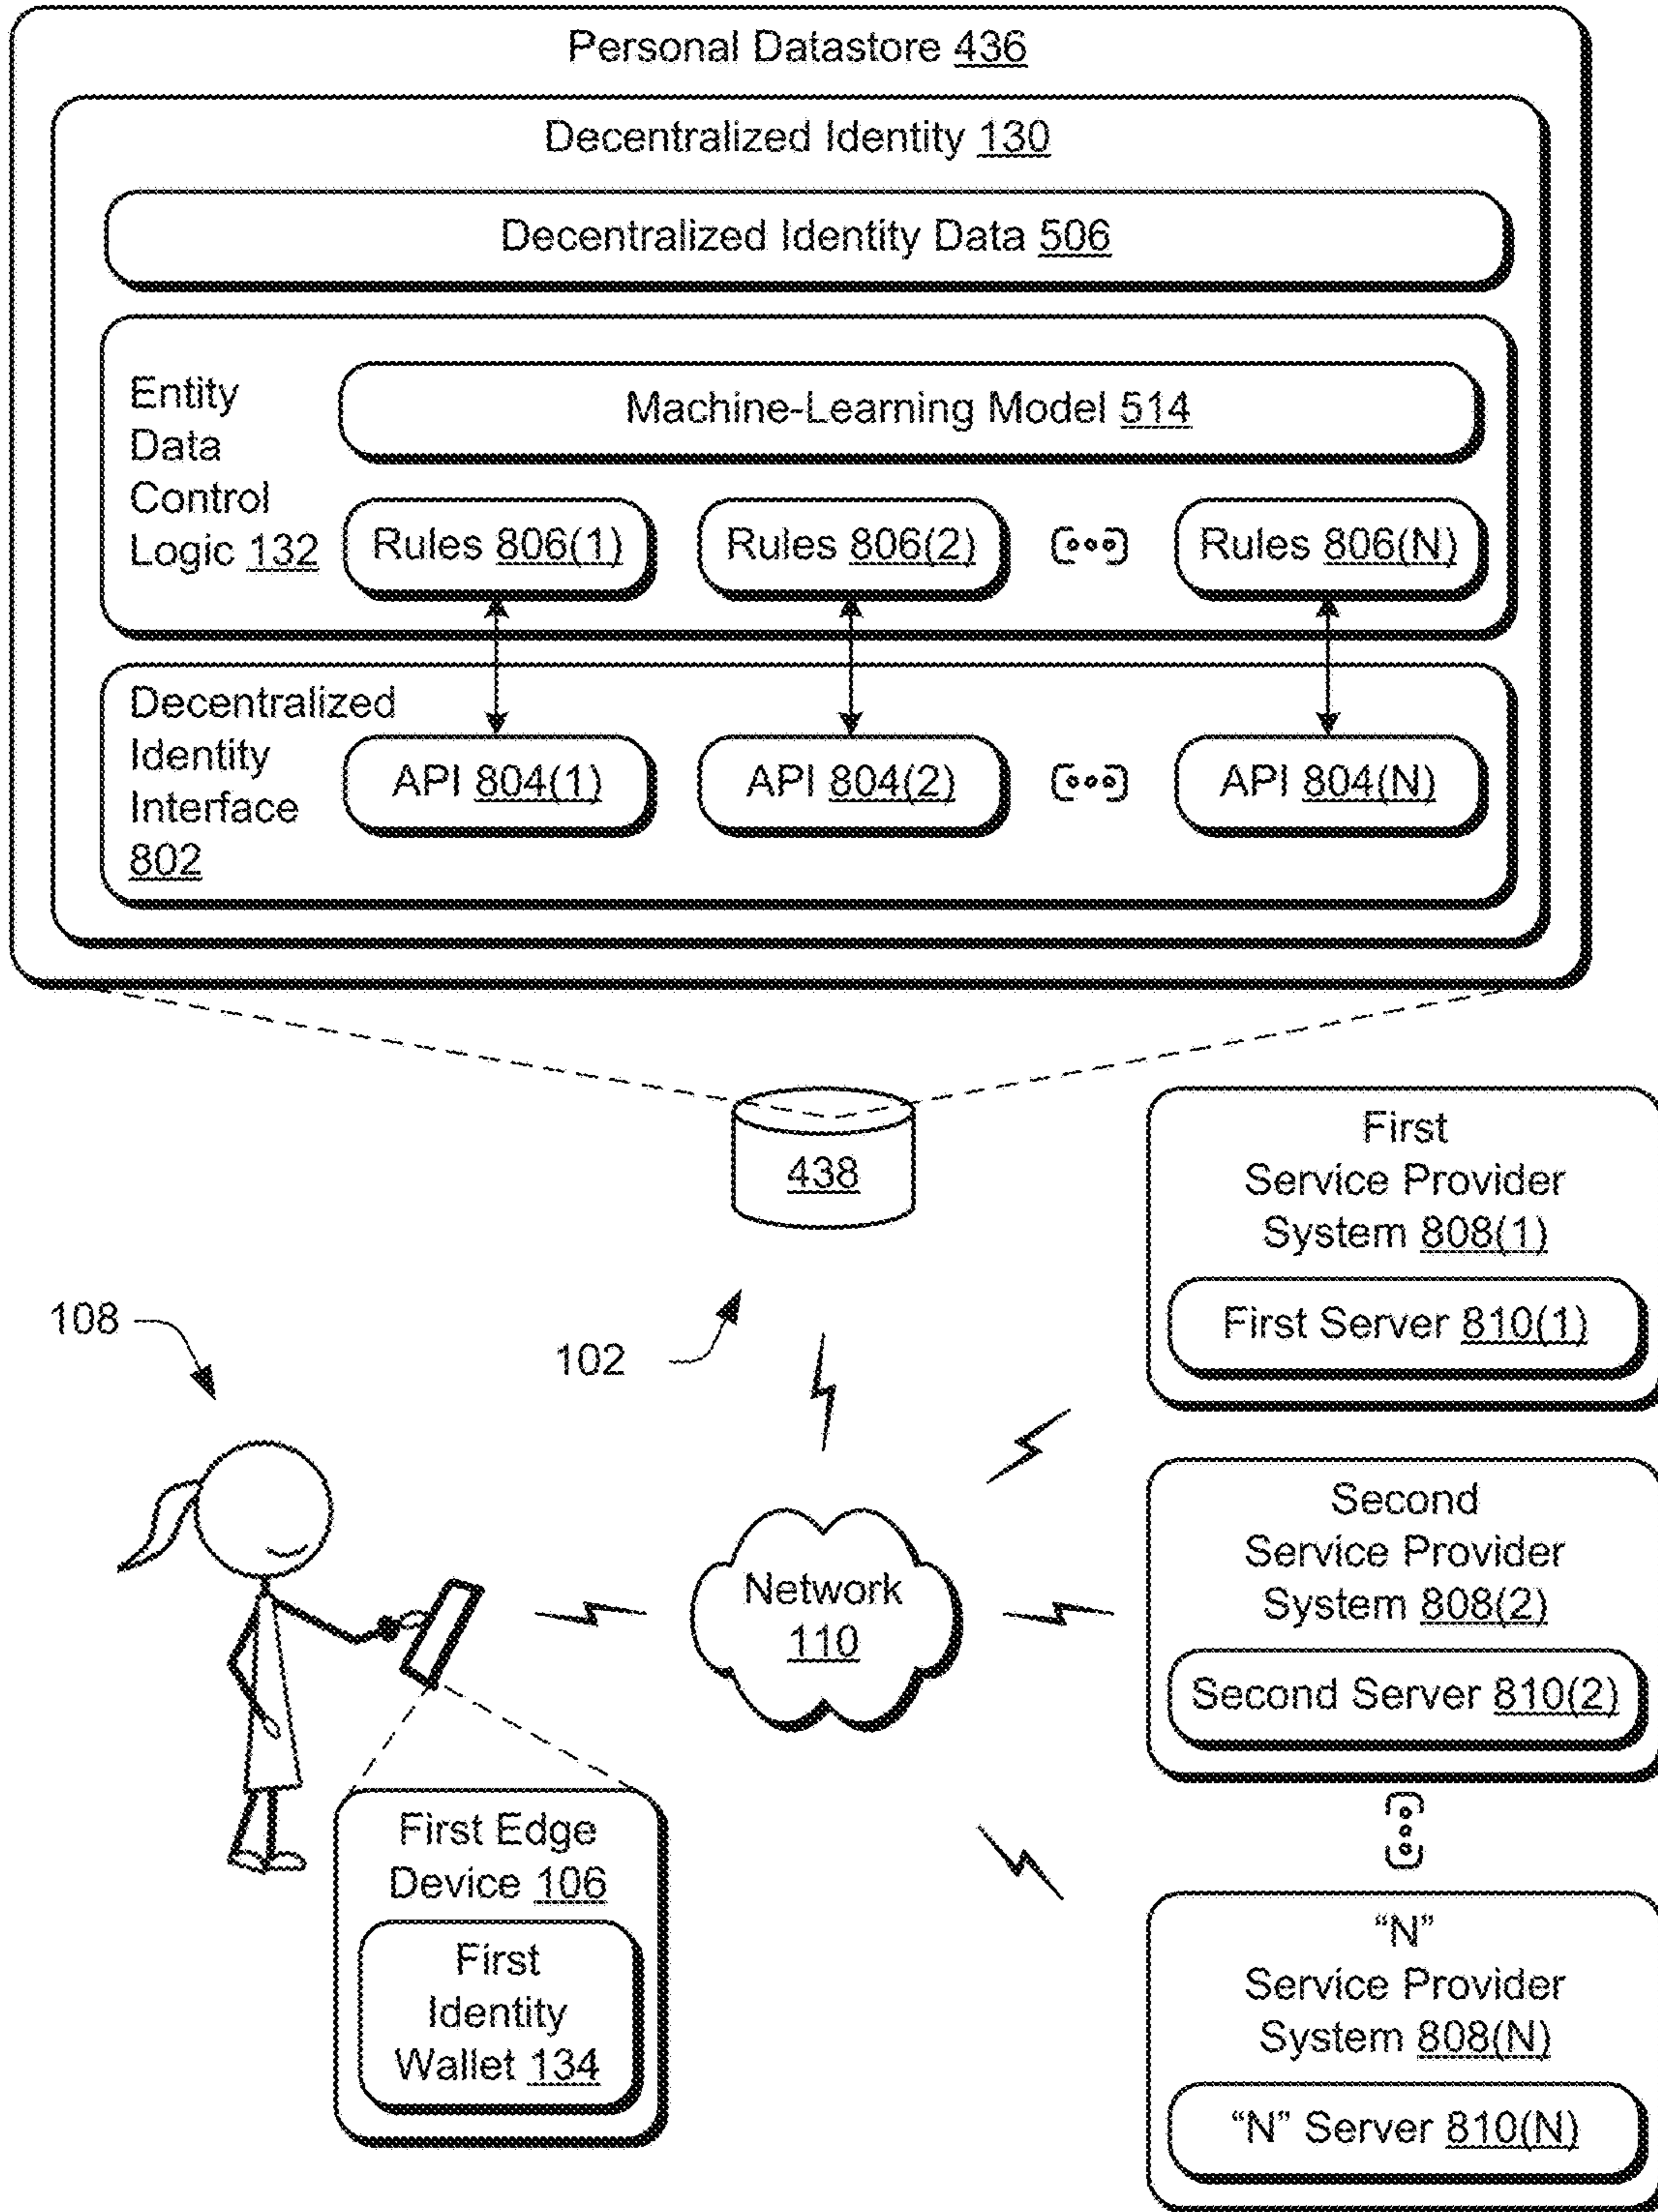 Personal Datastore 436
Decentralized Identity 130
Decentralized Identity Data 506
Entity
Data
Control
Logic 132
Machine-Learning Model 514
Rules 806(1)
Rules 806(2)
Rules 806(N)
Decentralized
Identity
Interface
802
API 804(1)
API 804(2)
API 804(N)
438
102
108
First
Service Provider
System 808(1)
First Server 810(1)
Network
110
Second
Service Provider
System 808(2)
Second Server 810(2)
First Edge
Device 106
First
Identity
Wallet 134
“N”
Service Provider
System 808(N)
“N” Server 810(N)